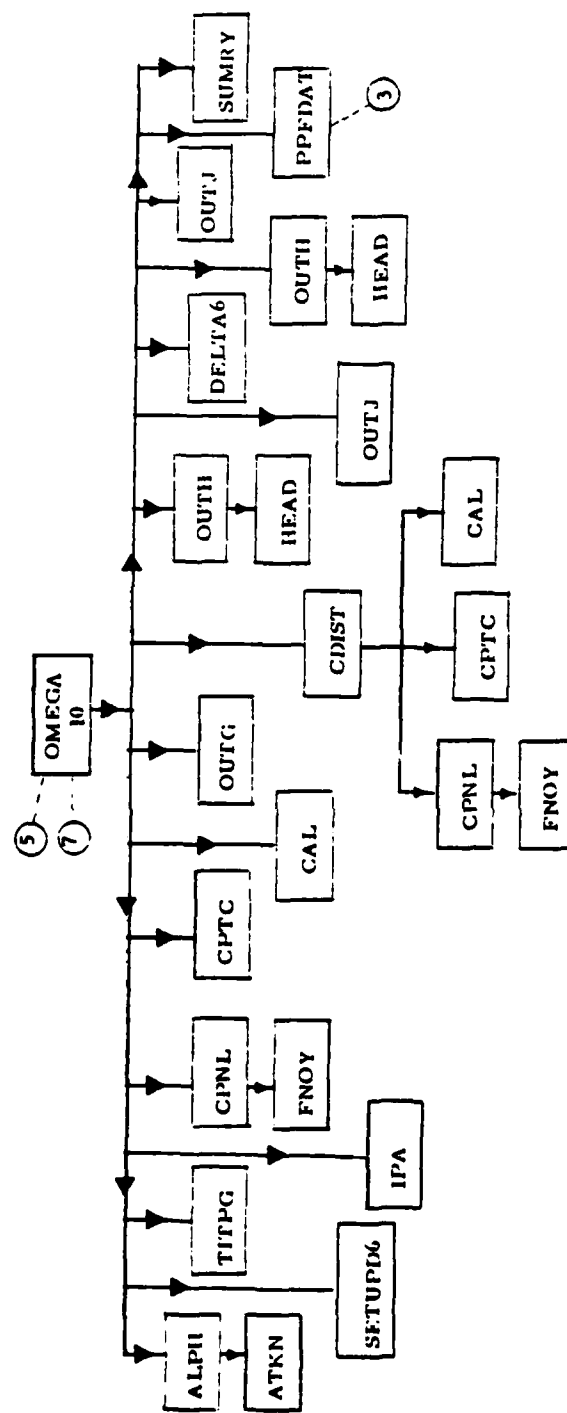 5
7
OMEGA
10
ALPH
ATKN
SETUPD6
TITPG
IPA
CPNL
FNOY
CPTC
CAL
OUTG
CDIST
CPNL
FNOY
CPTC
CAL
OUTH
HEAD
OUTJ
DELTA6
OUTH
HEAD
OUTJ
PPFDAT
3
SUMRY